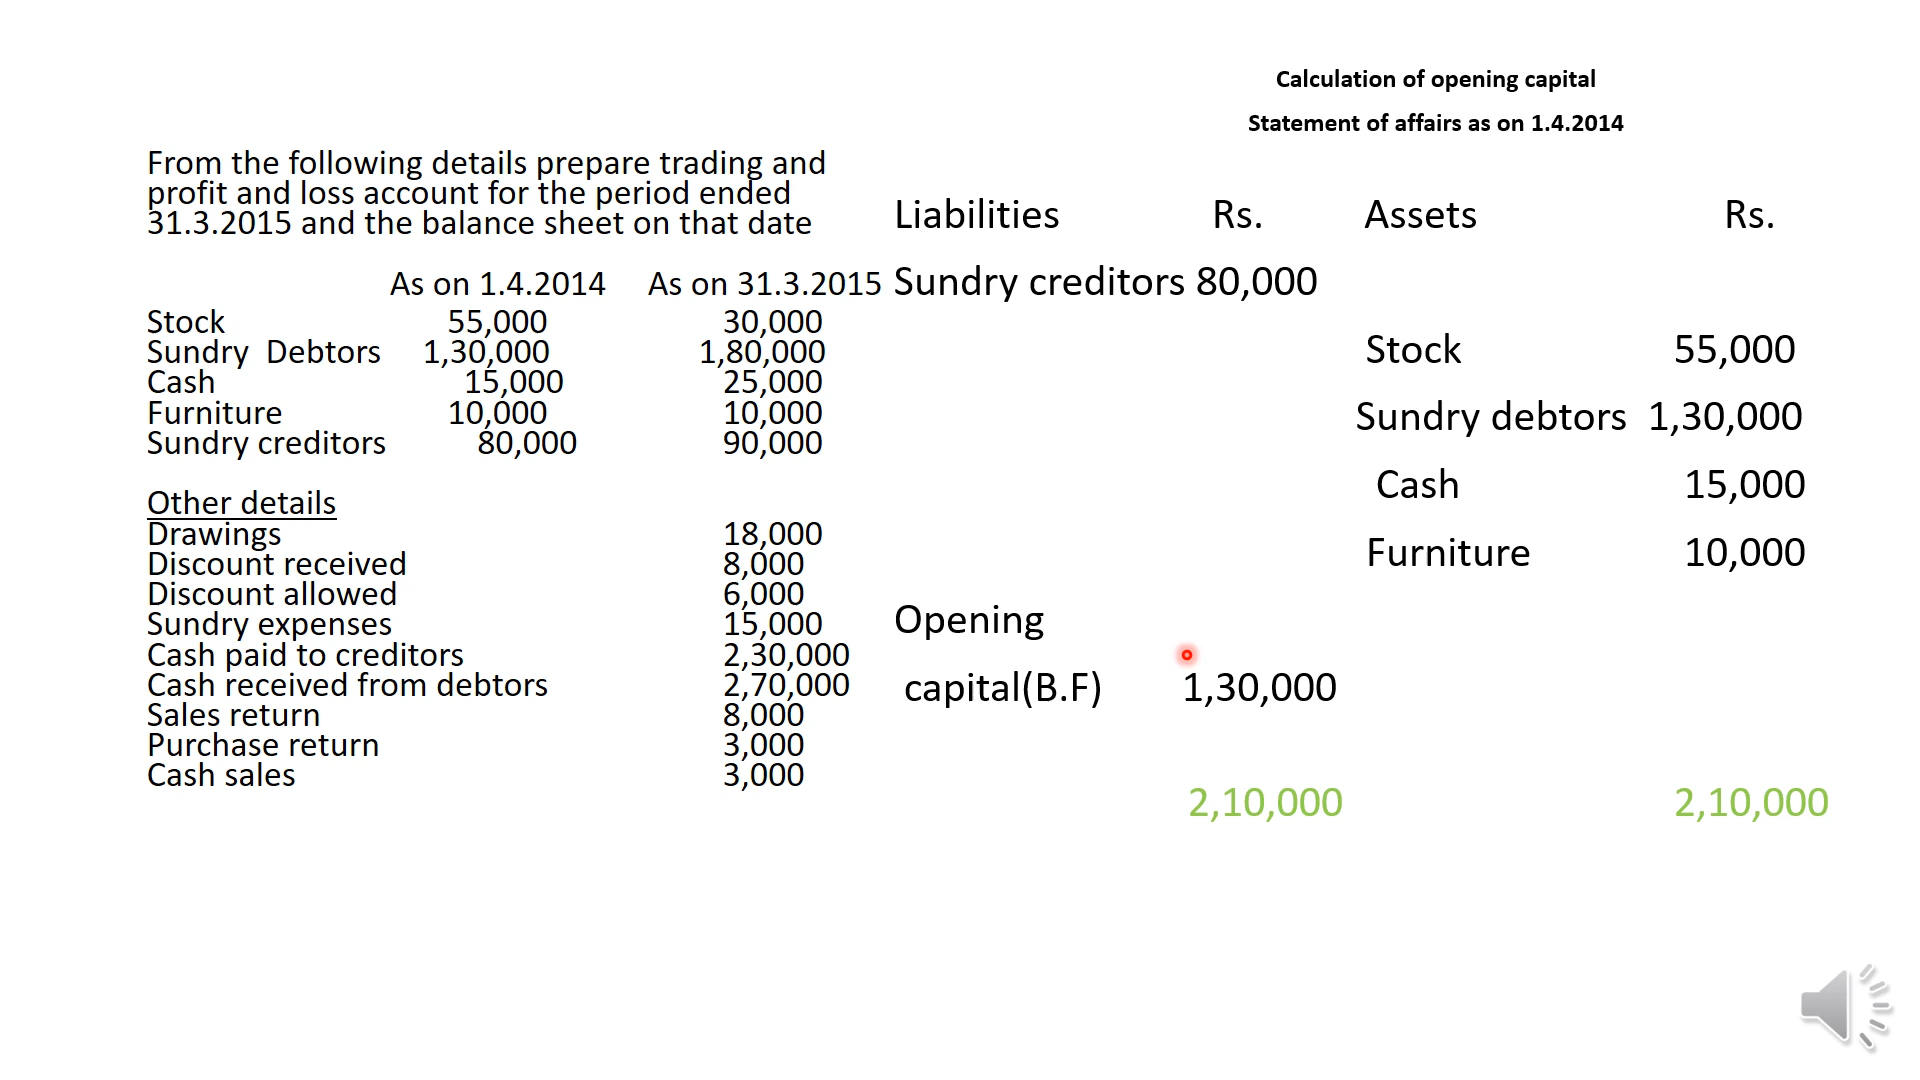 Calculation of opening capital
Statement of affairs as on 1.4.2014
From the following details prepare trading and
profit and loss account for the period ended
31.3.2015 and the balance sheet on that date
As on 1.4.2014 As on 31.3.2015
Stock 55,000 30,000
Sundry Debtors 1,30,000 1,80,000
Cash 15,000 25,000
Furniture 10,000 10,000
Sundry creditors 80,000 90,000
Other details
Drawings 18,000
Discount received 8,000
Discount allowed 6,000
Sundry expenses 15,000
Cash paid to creditors 2,30,000
Cash received from debtors 2,70,000
Sales return 8,000
Purchase return 3,000
Cash sales 3,000
Liabilities Rs. Assets Rs.
Sundry creditors 80,000
Stock 55,000
Sundry debtors 1,30,000
Cash 15,000
Furniture 10,000
Opening
capital(B.F) 1,30,000
2,10,000 2,10,000